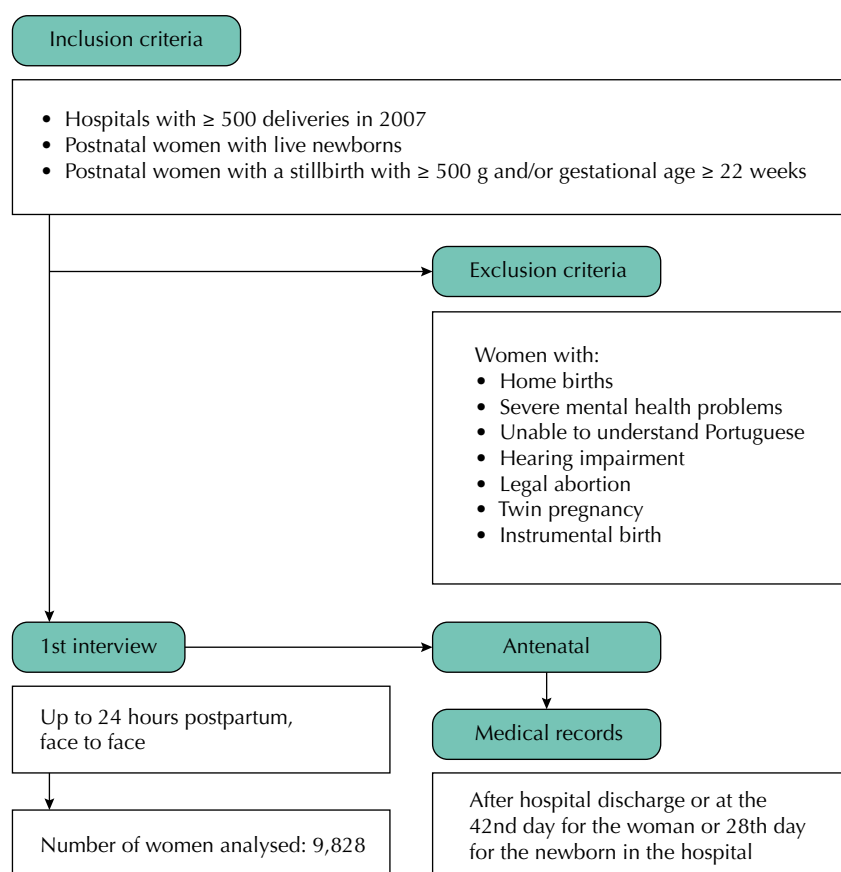 Inclusion criteria
• Hospitals with ≥ 500 deliveries in 2007
• Postnatal women with live newborns
• Postnatal women with a stillbirth with ≥ 500 g and/or gestational age ≥ 22 weeks
Exclusion criteria
Women with:
• Home births
• Severe mental health problems
• Unable to understand Portuguese
• Hearing impairment
• Legal abortion
• Twin pregnancy
• Instrumental birth
1st interview
Antenatal
Up to 24 hours postpartum,
face to face
Medical records
Number of women analysed: 9,828
After hospital discharge or at the
42nd day for the woman or 28th day
for the newborn in the hospital